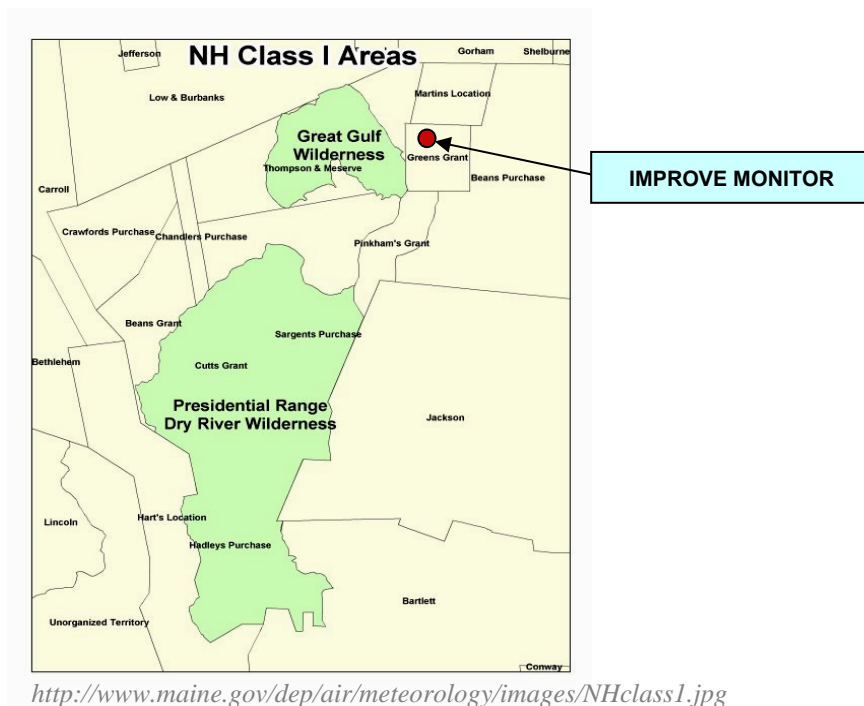 NH Class I Areas
Jefferson
Gorham
Shelburne
Low & Burbanks
Martins Location
Great Gulf
Wilderness
Thompson & Meserve
Greens Grant
Beans Purchase
IMPROVE MONITOR
Carroll
Crawfords Purchase
Chandlers Purchase
Pinkham's Grant
Beans Grant
Sargents Purchase
Bethlehem
Cutts Grant
Presidential Range
Dry River Wilderness
Jackson
Lincoln
Hart's Location
Hadleys Purchase
Bartlett
Unorganized Territory
Conway
http://www.maine.gov/dep/air/meteorology/images/NHclass1.jpg